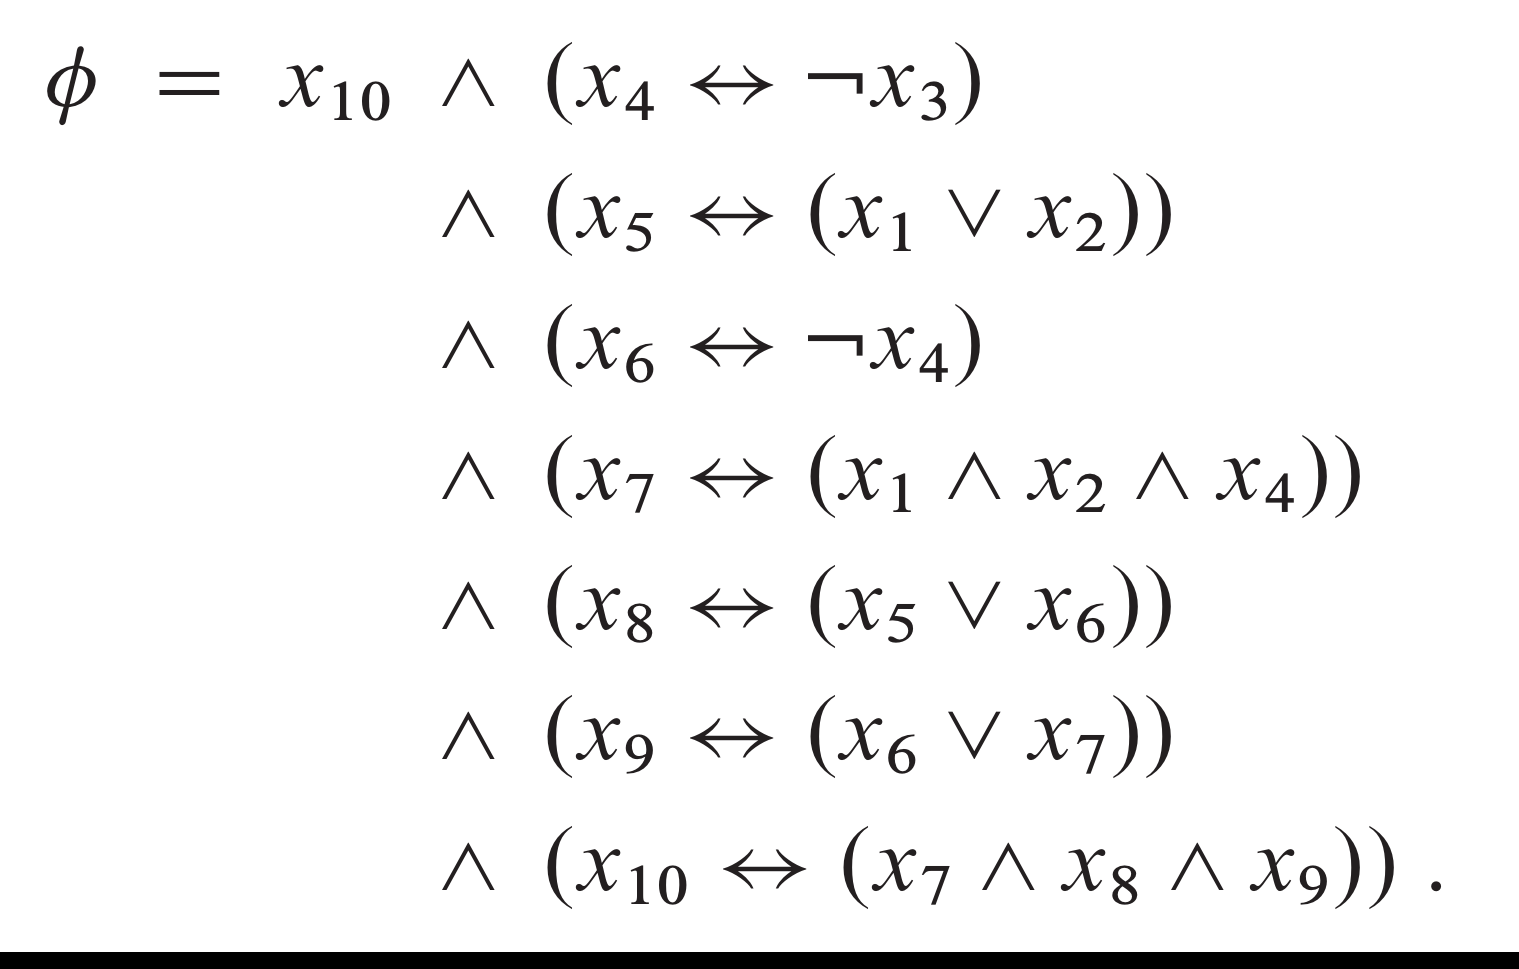 ϕ = x₁₀ ∧ (x₄ ↔ ¬x₃)
∧ (x₅ ↔ (x₁ ∨ x₂))
∧ (x₆ ↔ ¬x₄)
∧ (x₇ ↔ (x₁ ∧ x₂ ∧ x₄))
∧ (x₈ ↔ (x₅ ∨ x₆))
∧ (x₉ ↔ (x₆ ∨ x₇))
∧ (x₁₀ ↔ (x₇ ∧ x₈ ∧ x₉)) .